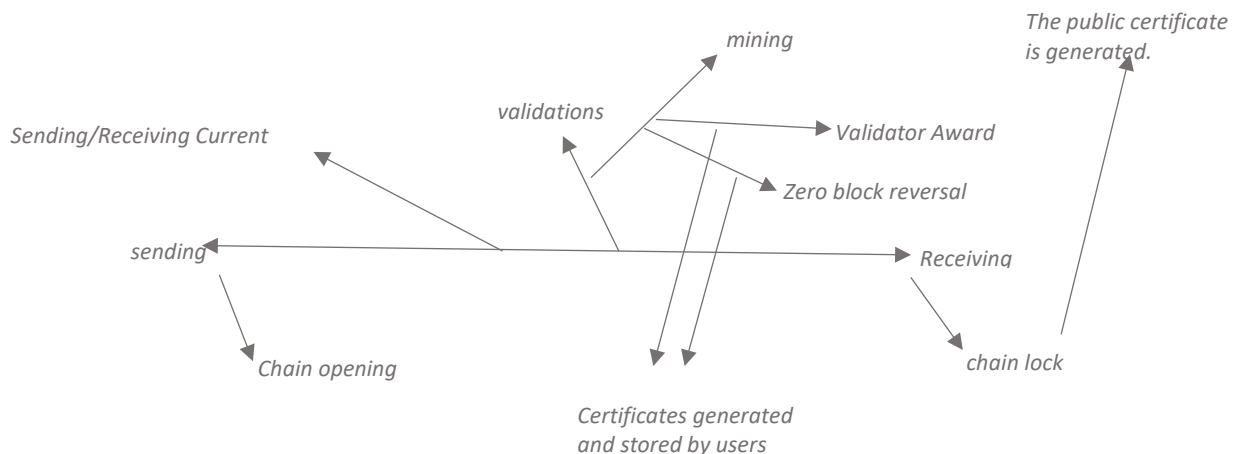 The public certificate
is generated.
mining
validations
Sending/Receiving Current
Validator Award
Zero block reversal
sending
Receiving
Chain opening
chain lock
Certificates generated
and stored by users